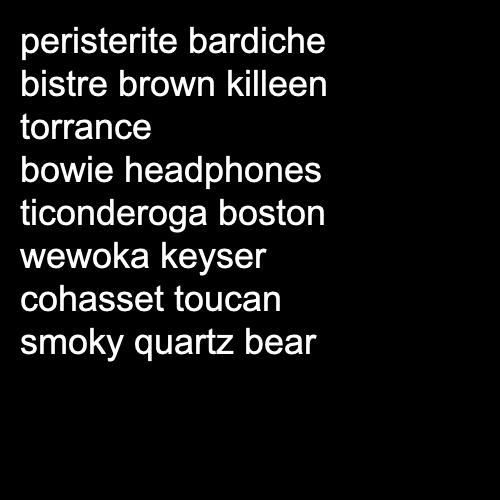 peristerite bardiche
bistre brown killeen
torrance
bowie headphones
ticonderoga boston
wewoka keyser
cohasset toucan
smoky quartz bear